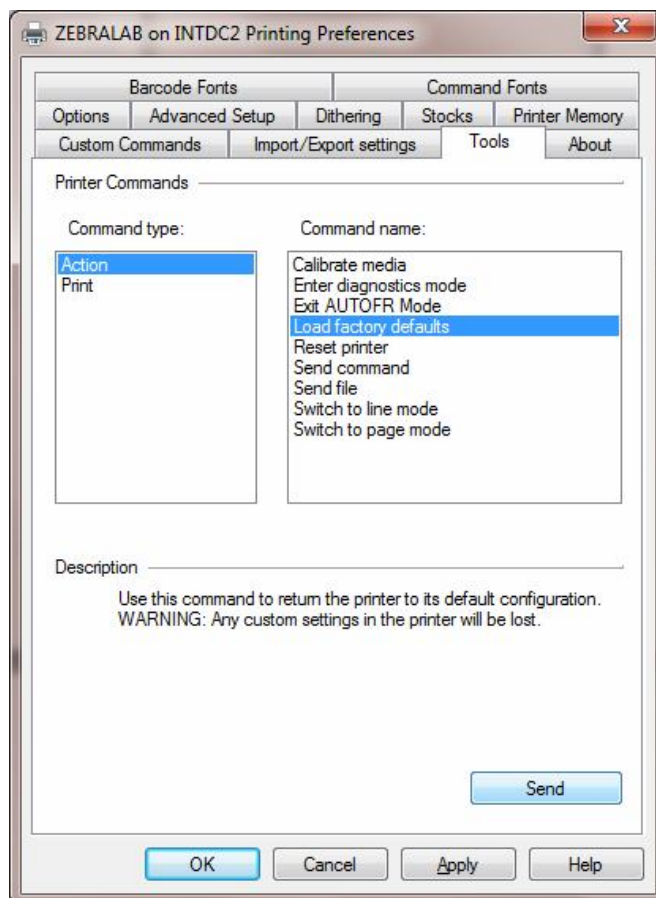 ZEBRALAB on INTDC2 Printing Preferences
Barcode Fonts Command Fonts
Options Advanced Setup Dithering Stocks Printer Memory
Custom Commands Import/Export settings Tools About
Printer Commands
Command type: Command name:
Action
Print
Calibrate media
Enter diagnostics mode
Exit AUTOFR Mode
Load factory defaults
Reset printer
Send command
Send file
Switch to line mode
Switch to page mode
Description
Use this command to return the printer to its default configuration.
WARNING: Any custom settings in the printer will be lost.
Send
OK Cancel Apply Help